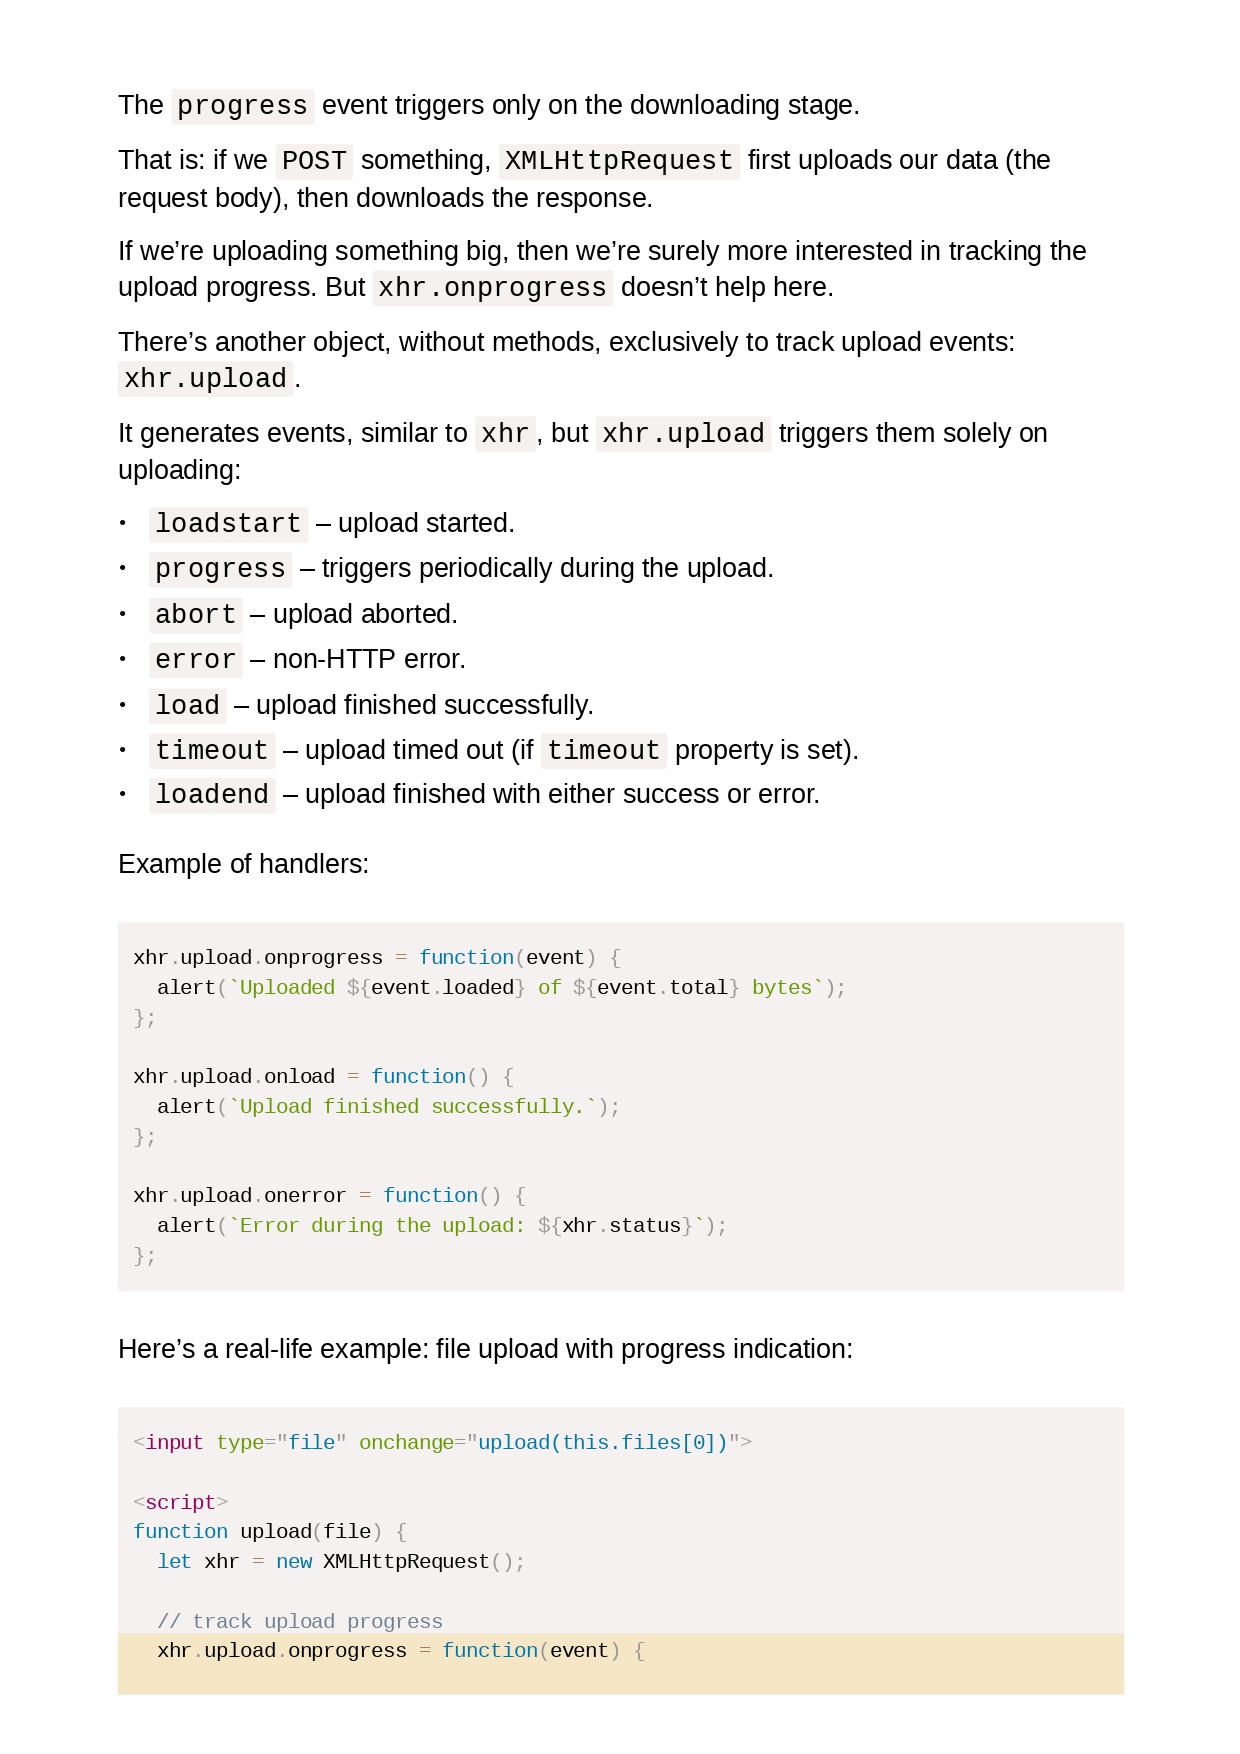 The progress event triggers only on the downloading stage.
That is: if we POST something, XMLHttpRequest first uploads our data (the
request body), then downloads the response.
If we’re uploading something big, then we’re surely more interested in tracking the
upload progress. But xhr.onprogress doesn’t help here.
There’s another object, without methods, exclusively to track upload events:
xhr.upload.
It generates events, similar to xhr, but xhr.upload triggers them solely on
uploading:
• loadstart – upload started.
• progress – triggers periodically during the upload.
• abort – upload aborted.
• error – non-HTTP error.
• load – upload finished successfully.
• timeout – upload timed out (if timeout property is set).
• loadend – upload finished with either success or error.
Example of handlers:
xhr.upload.onprogress = function(event) {
  alert(`Uploaded ${event.loaded} of ${event.total} bytes`);
};
xhr.upload.onload = function() {
  alert(`Upload finished successfully.`);
};
xhr.upload.onerror = function() {
  alert(`Error during the upload: ${xhr.status}`);
};
Here’s a real-life example: file upload with progress indication:
<input type="file" onchange="upload(this.files[0])">
<script>
function upload(file) {
  let xhr = new XMLHttpRequest();
  // track upload progress
  xhr.upload.onprogress = function(event) {